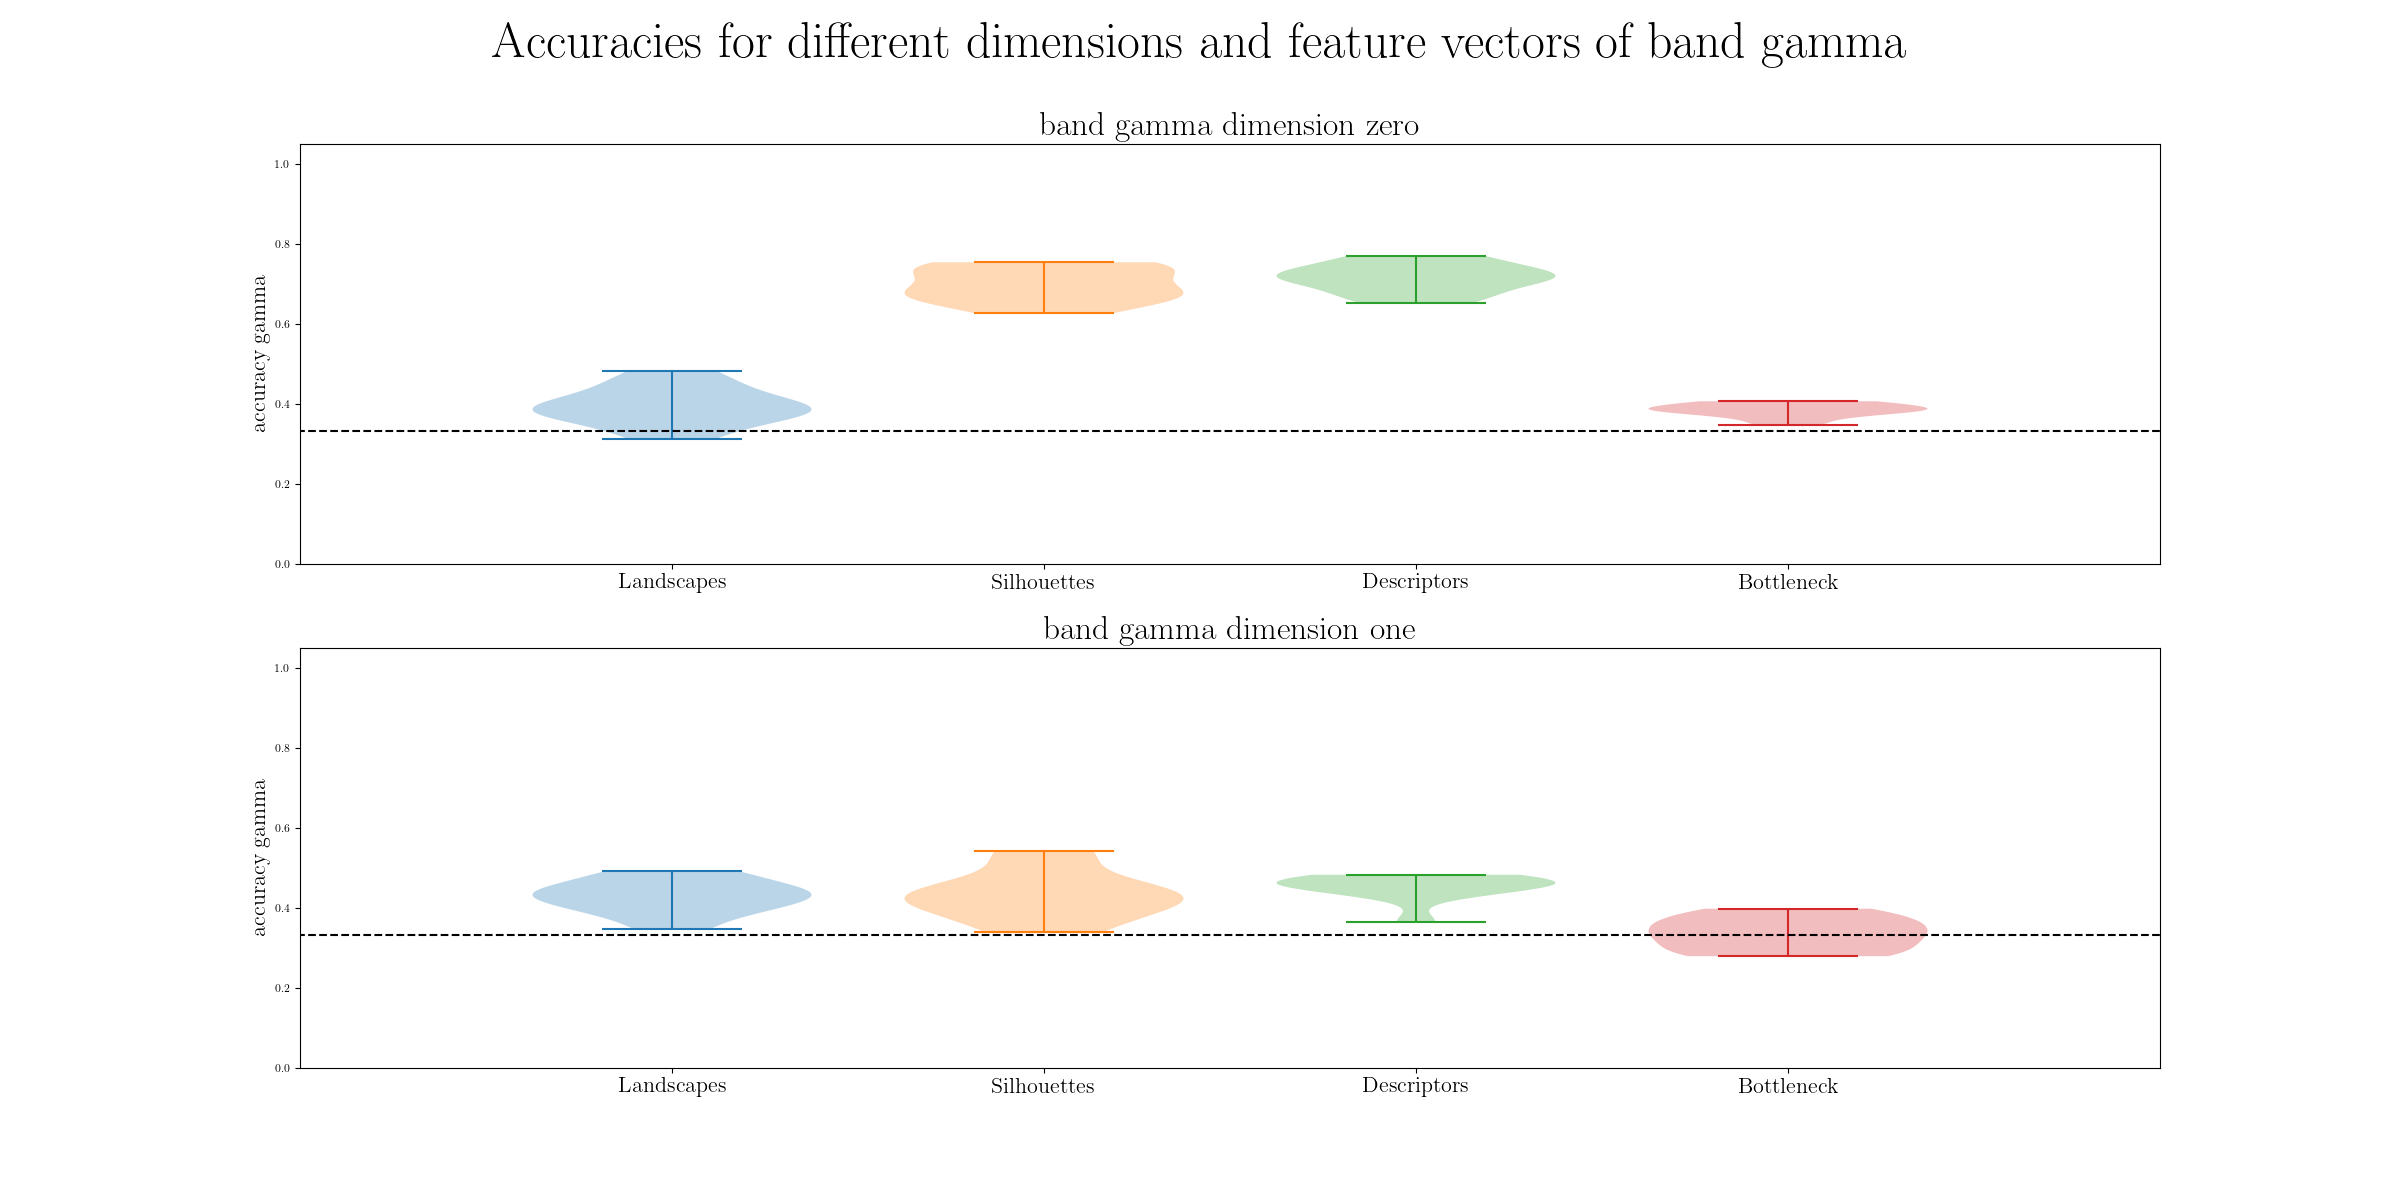 Accuracies for different dimensions and feature vectors of band gamma
band gamma dimension zero
1.0
0.8
0.6
0.4
0.2
0.0
accuracy gamma
Landscapes Silhouettes Descriptors Bottleneck
band gamma dimension one
1.0
0.8
0.6
0.4
0.2
0.0
accuracy gamma
Landscapes Silhouettes Descriptors Bottleneck